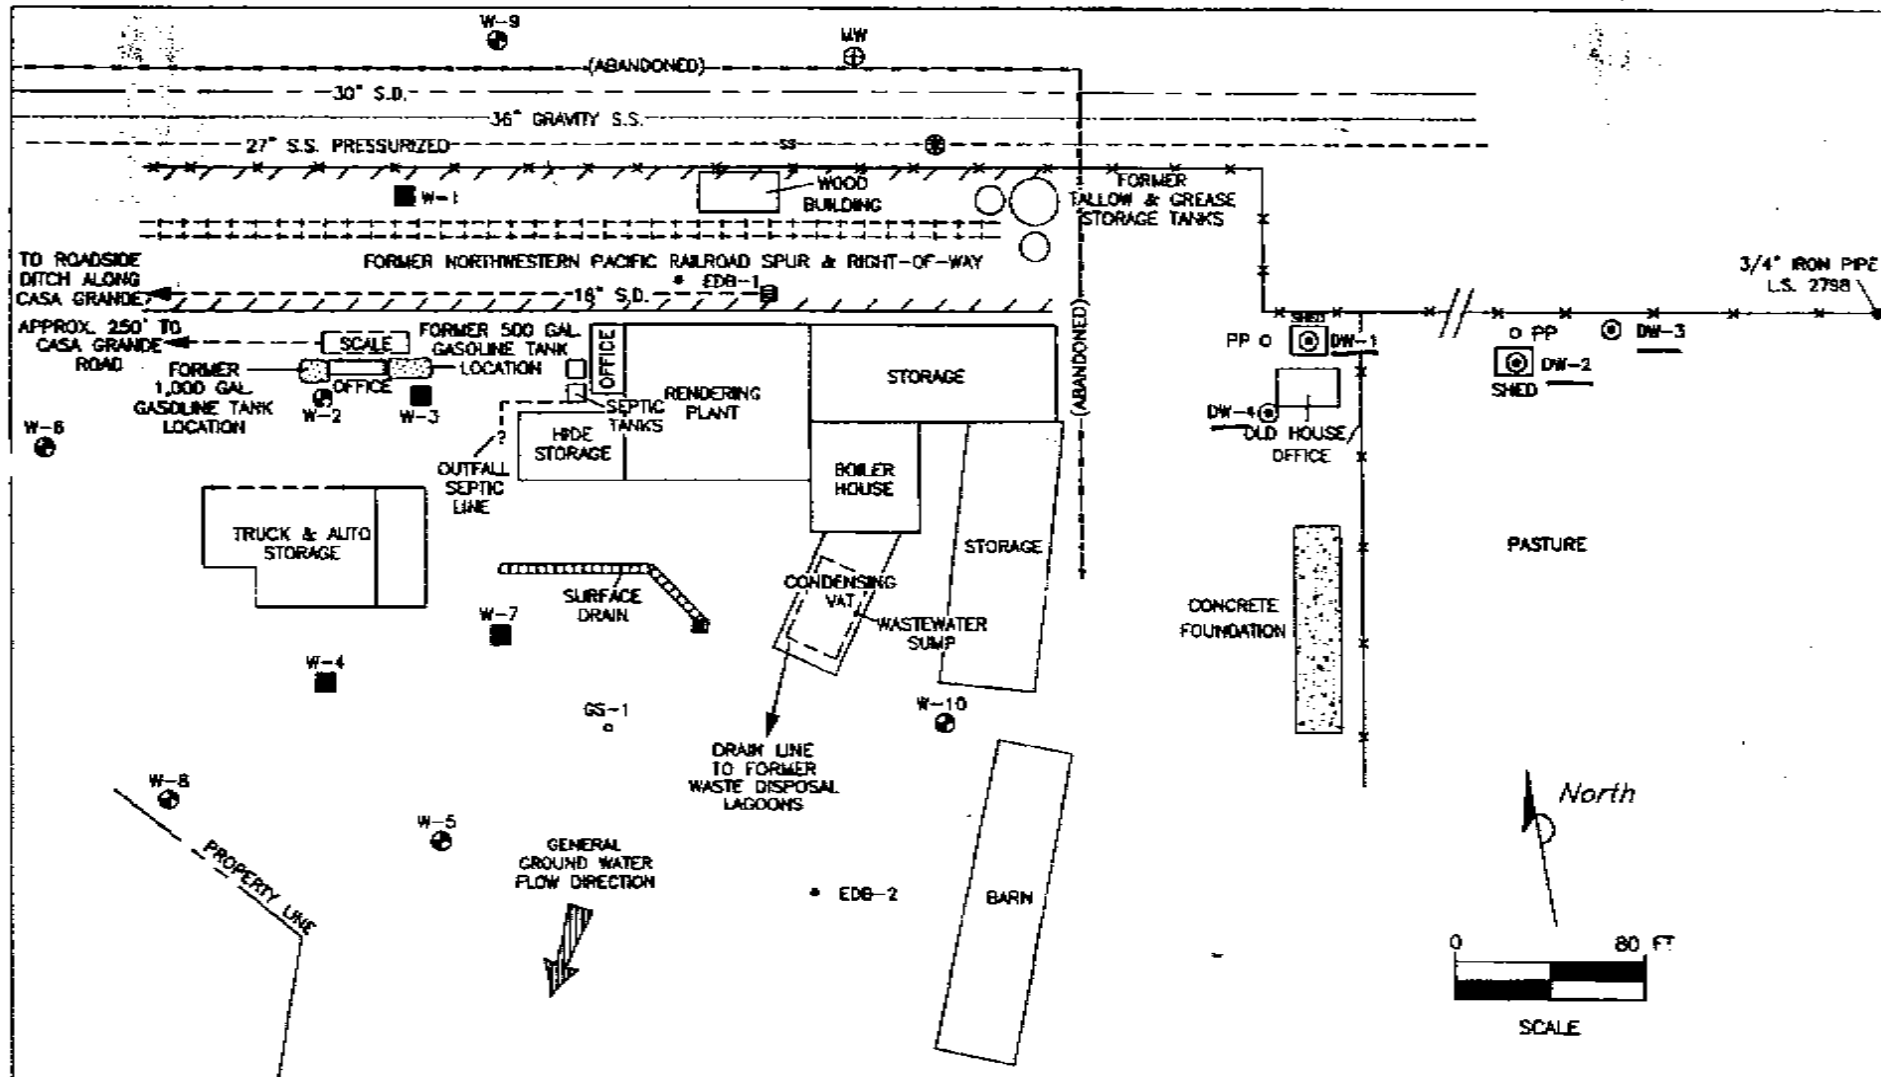 W-9
MW
(ABANDONED)
30" S.D.
36" GRAVITY S.S.
27" S.S. PRESSURIZED
SS
W-1
WOOD
BUILDING
FORMER
TALLOW & GREASE
STORAGE TANKS
TO ROADSIDE
DITCH ALONG
CASA GRANDE
FORMER NORTHWESTERN PACIFIC RAILROAD SPUR & RIGHT-OF-WAY
EDB-1
18" S.D.
3/4" IRON PIPE
L.S. 2798
APPROX. 250' TO
CASA GRANDE
ROAD
SCALE
FORMER 500 GAL.
GASOLINE TANK
LOCATION
FORMER
1,000 GAL.
GASOLINE TANK
LOCATION
OFFICE
W-2
W-3
OFFICE
SEPTIC
TANKS
RENDERING
PLANT
STORAGE
(ABANDONED)
SHED
PP
DW-1
PP
DW-3
DW-2
SHED
DW-4
OLD HOUSE
OFFICE
W-6
HIDE
STORAGE
?
OUTFALL
SEPTIC
LINE
BOILER
HOUSE
TRUCK & AUTO
STORAGE
STORAGE
PASTURE
SURFACE
DRAIN
CONDENSING
VAT
WASTEWATER
SUMP
CONCRETE
FOUNDATION
W-7
W-4
GS-1
W-10
DRAIN LINE
TO FORMER
WASTE DISPOSAL
LAGOONS
W-8
W-5
PROPERTY LINE
GENERAL
GROUND WATER
FLOW DIRECTION
EDB-2
BARN
North
0 80 FT
SCALE